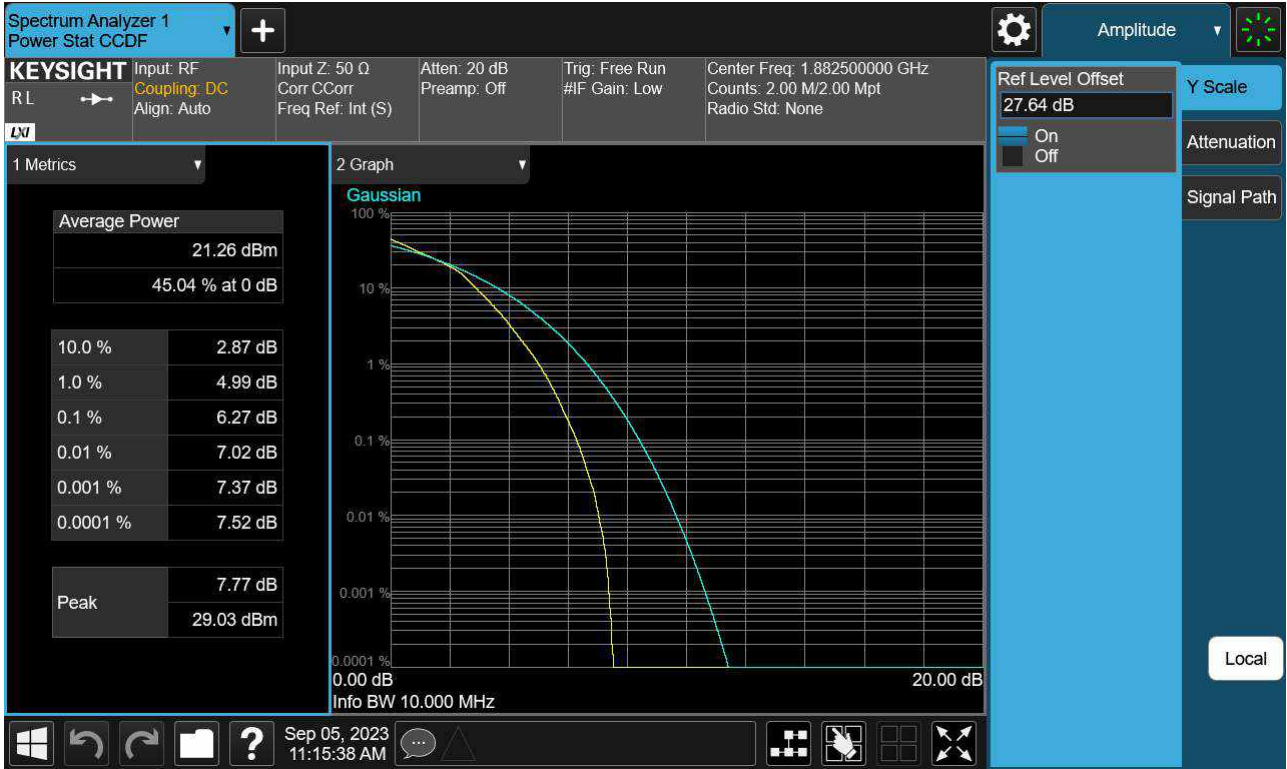 Spectrum Analyzer 1
Power Stat CCDF
+
Amplitude
KEYSIGHT
RL
LXI
Input: RF
Coupling: DC
Align: Auto
Input Z: 50 Ω
Corr CCorr
Freq Ref: Int (S)
Atten: 20 dB
Preamp: Off
Trig: Free Run
#IF Gain: Low
Center Freq: 1.882500000 GHz
Counts: 2.00 M/2.00 Mpt
Radio Std: None
Ref Level Offset
27.64 dB
On
Off
Y Scale
Attenuation
Signal Path
Local
1 Metrics
Average Power
21.26 dBm
45.04 % at 0 dB
10.0 % 2.87 dB
1.0 % 4.99 dB
0.1 % 6.27 dB
0.01 % 7.02 dB
0.001 % 7.37 dB
0.0001 % 7.52 dB
Peak
7.77 dB
29.03 dBm
2 Graph
Gaussian
100 %
10 %
1 %
0.1 %
0.01 %
0.001 %
0.0001 %
0.00 dB 20.00 dB
Info BW 10.000 MHz
?
Sep 05, 2023
11:15:38 AM